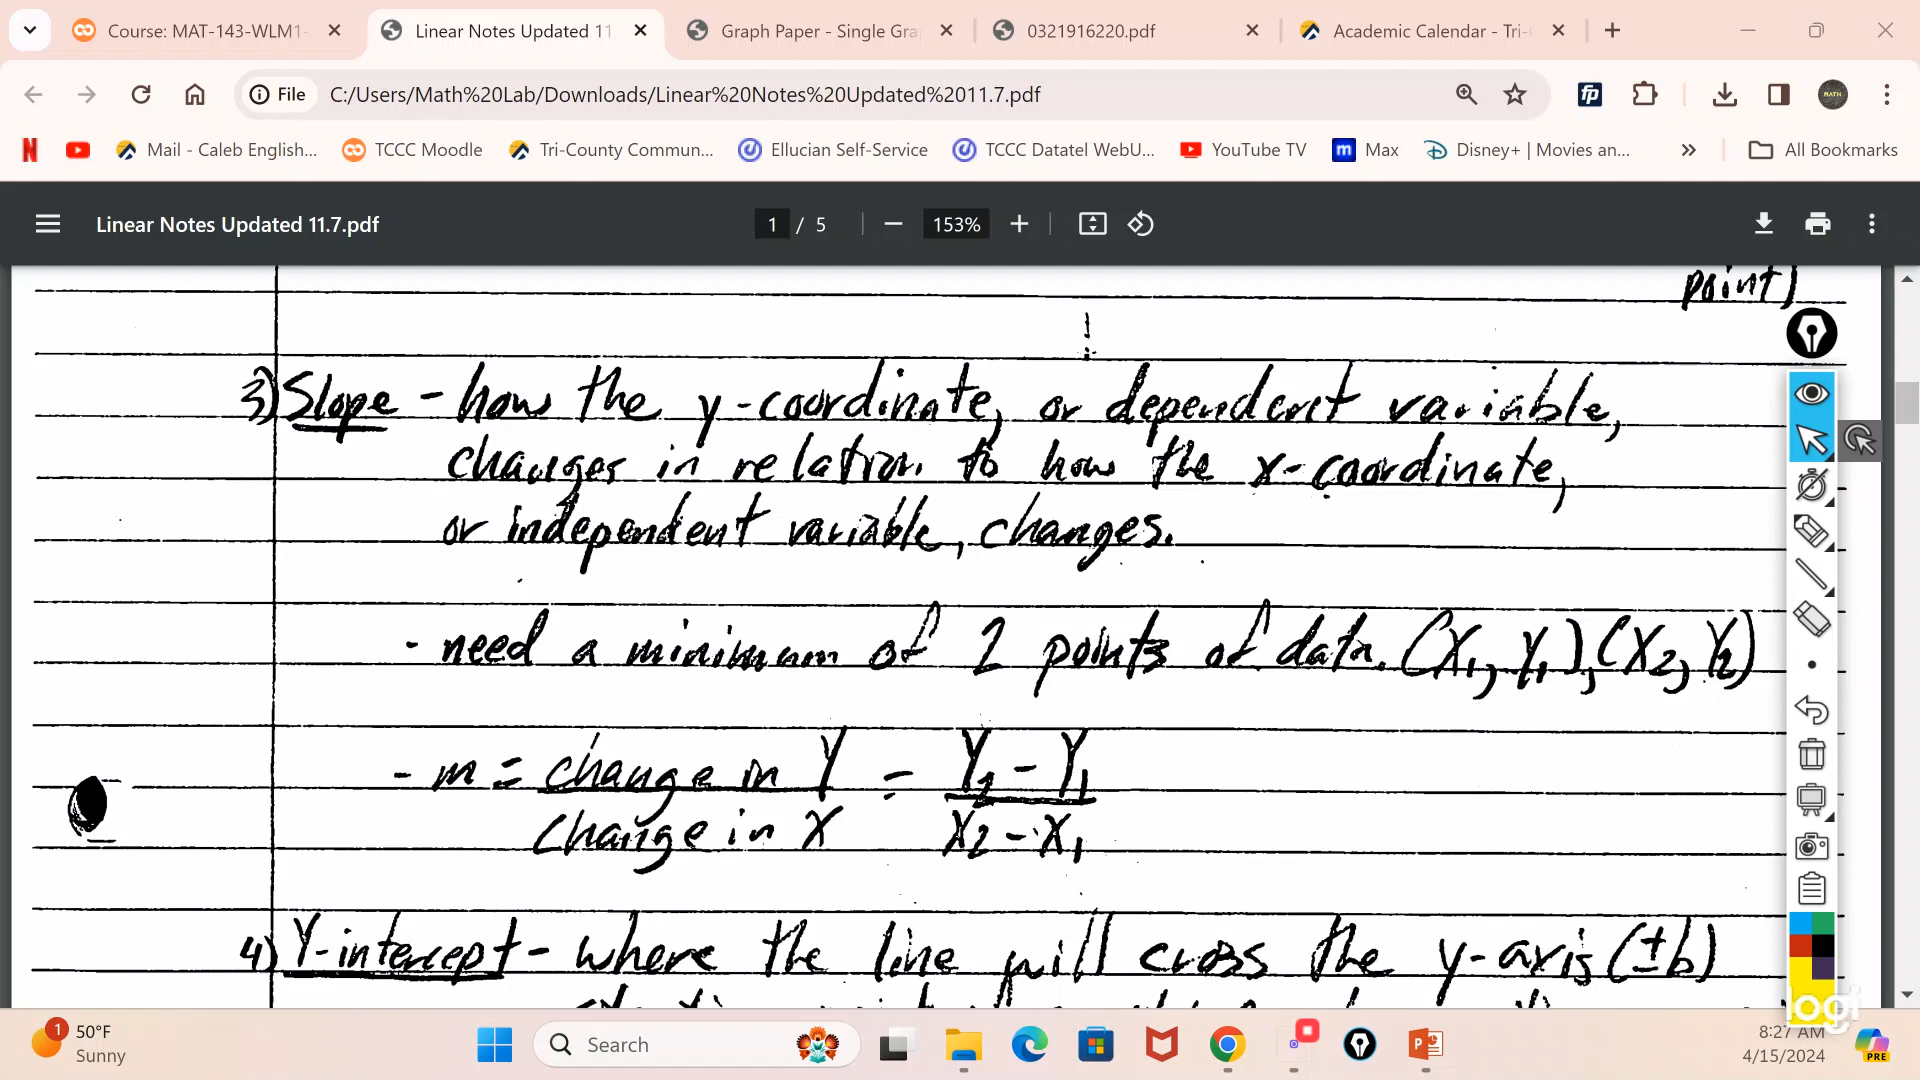 Course: MAT-143-WLM1-
Linear Notes Updated 11
Graph Paper - Single Gra
0321916220.pdf
Academic Calendar - Tri-
File
C:/Users/Math%20Lab/Downloads/Linear%20Notes%20Updated%2011.7.pdf
Mail - Caleb English...
TCCC Moodle
Tri-County Commun...
Ellucian Self-Service
TCCC Datatel WebU...
YouTube TV
Max
Disney+ | Movies an...
All Bookmarks
Linear Notes Updated 11.7.pdf
1 / 5
153%
point)
3) Slope - how the y-coordinate, or dependent variable,
changes in relation to how the x-coordinate,
or independent variable, changes.
- need a minimum of 2 points of data. (X1, Y1), (X2, Y2)
- m = change in Y = Y2 - Y1
change in X X2 - X1
4) Y-intercept - where the line will cross the y-axis (±b)
logi
1
50°F
Sunny
Search
8:27 AM
4/15/2024
PRE